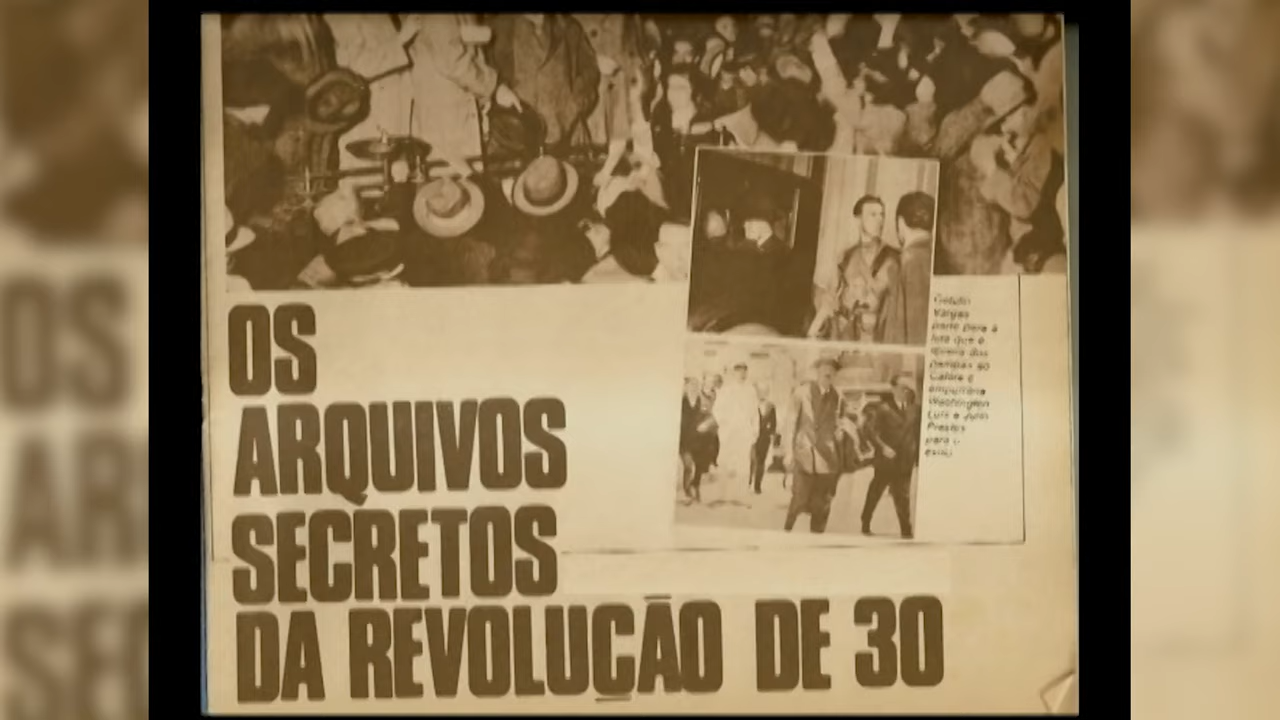 OS
ARQUIVOS
SECRETOS
DA REVOLUÇÃO DE 30
Getulio
Vargas
parte para a
luta que o
levaria dos
pampas ao
Catete e
empurraria
Washington
Luís e Júlio
Prestes
para o
exílio